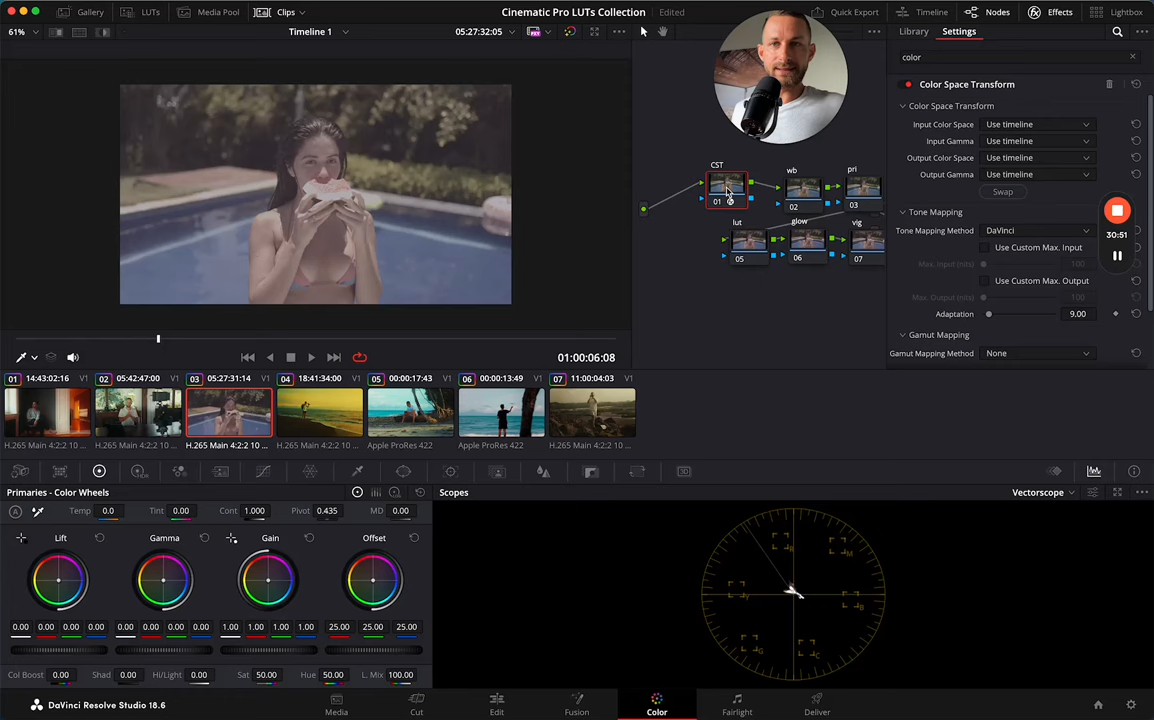 Gallery LUTs Media Pool Clips Cinematic Pro LUTs Collection Edited Quick Export Timeline Nodes Effects Lightbox
61% Timeline 1 05:27:32:05 Library Settings
color
Color Space Transform
Color Space Transform
Input Color Space Use timeline
Input Gamma Use timeline
Output Color Space Use timeline
Output Gamma Use timeline
Swap
Tone Mapping
Tone Mapping Method DaVinci
Use Custom Max. Input
Max. Input (nits) 100
Use Custom Max. Output
Max. Output (nits) 100
Adaptation 9.00
Gamut Mapping
Gamut Mapping Method None
CST
01
wb
02
pri
03
lut
05
glow
06
vig
07
30:51
01:00:06:08
01 14:43:02:16 V1 02 05:42:47:00 V1 03 05:27:31:14 V1 04 18:41:34:00 V1 05 00:00:17:43 V1 06 00:00:13:49 V1 07 11:00:04:03 V1
H.265 Main 4:2:2 10 ... H.265 Main 4:2:2 10 ... H.265 Main 4:2:2 10 ... H.265 Main 4:2:2 10 ... Apple ProRes 422 Apple ProRes 422 H.265 Main 4:2:2 10 ...
Primaries - Color Wheels
A Temp 0.0 Tint 0.00 Cont 1.000 Pivot 0.435 MD 0.00
Lift Gamma Gain Offset
0.00 0.00 0.00 0.00 0.00 0.00 0.00 0.00 1.00 1.00 1.00 1.00 25.00 25.00 25.00
Col Boost 0.00 Shad 0.00 Hi/Light 0.00 Sat 50.00 Hue 50.00 L. Mix 100.00
Scopes Vectorscope
R
M
Y
B
G
C
DaVinci Resolve Studio 18.6 Media Cut Edit Fusion Color Fairlight Deliver